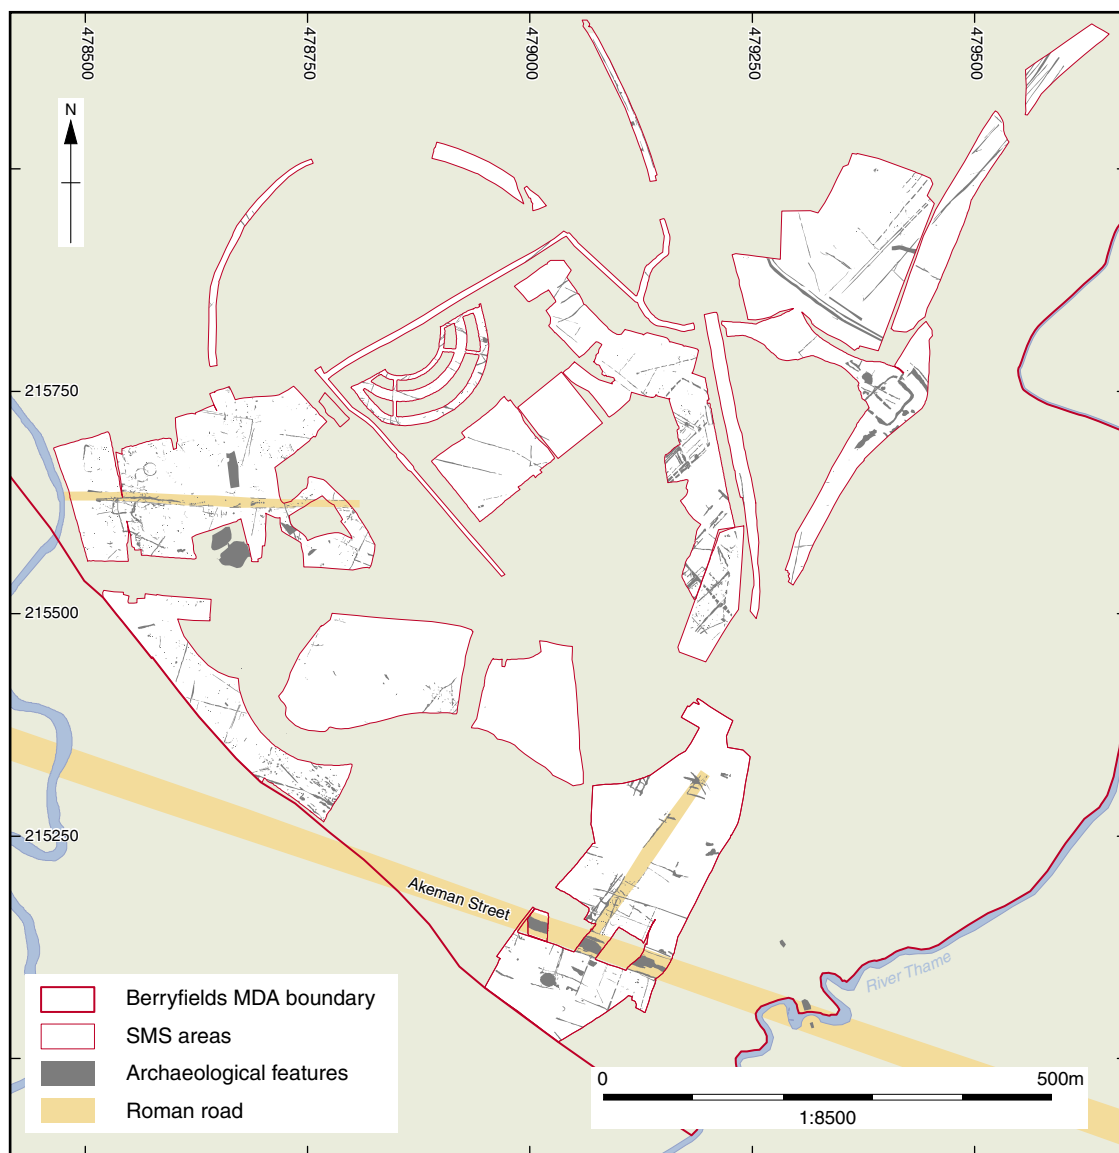 478500
478750
479000
479250
479500
N
215750
215500
215250
Akeman Street
River Thame
Berryfields MDA boundary
SMS areas
Archaeological features
Roman road
0 500m
1:8500